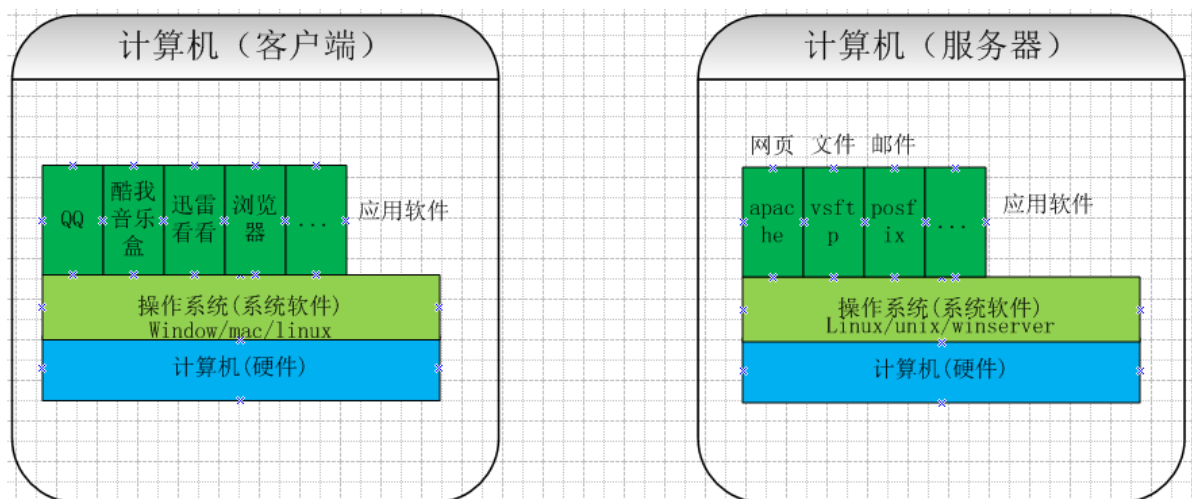 计算机（客户端）
QQ
酷我
音乐
盒
迅雷
看看
浏览
器
...
应用软件
操作系统(系统软件)
Window/mac/linux
计算机(硬件)
计算机（服务器）
网页 文件 邮件
apac
he
vsft
p
posf
ix
...
应用软件
操作系统(系统软件)
Linux/unix/winserver
计算机(硬件)